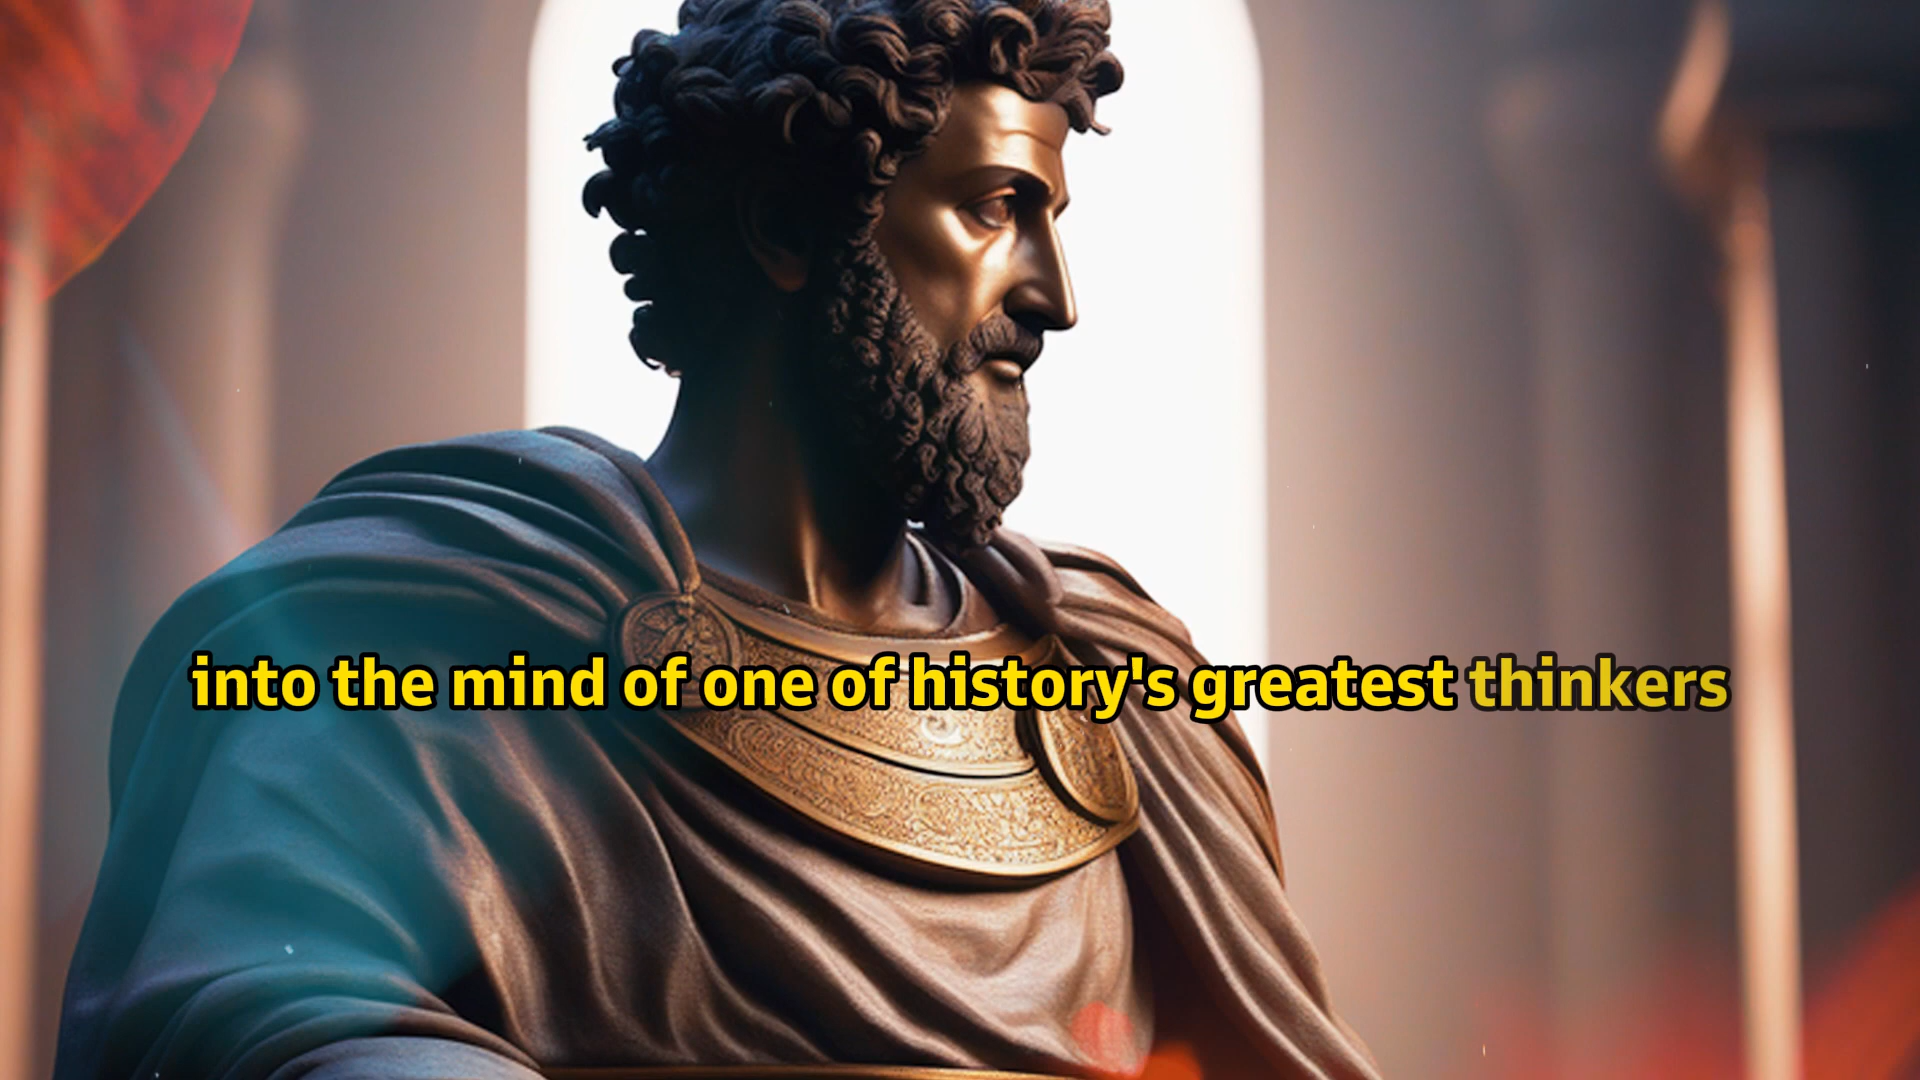 into the mind of one of history's greatest thinkers